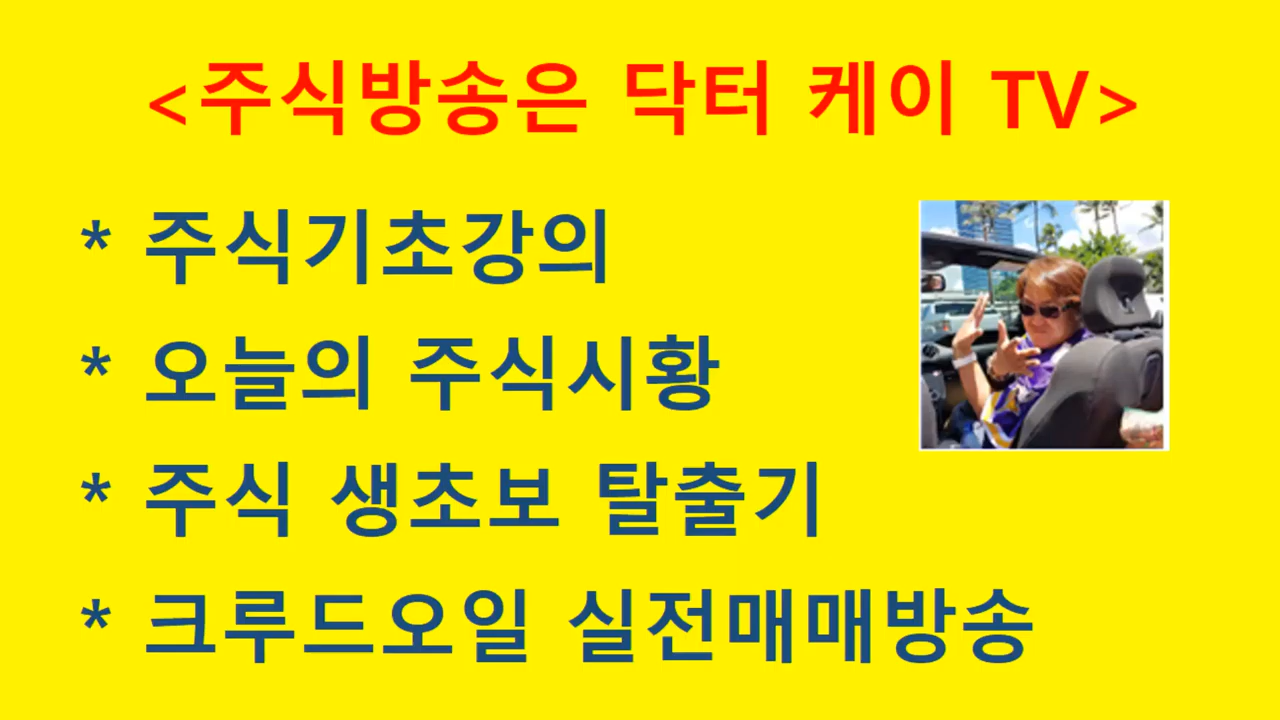 <주식방송은 닥터 케이 TV>
* 주식기초강의
* 오늘의 주식시황
* 주식 생초보 탈출기
* 크루드오일 실전매매방송